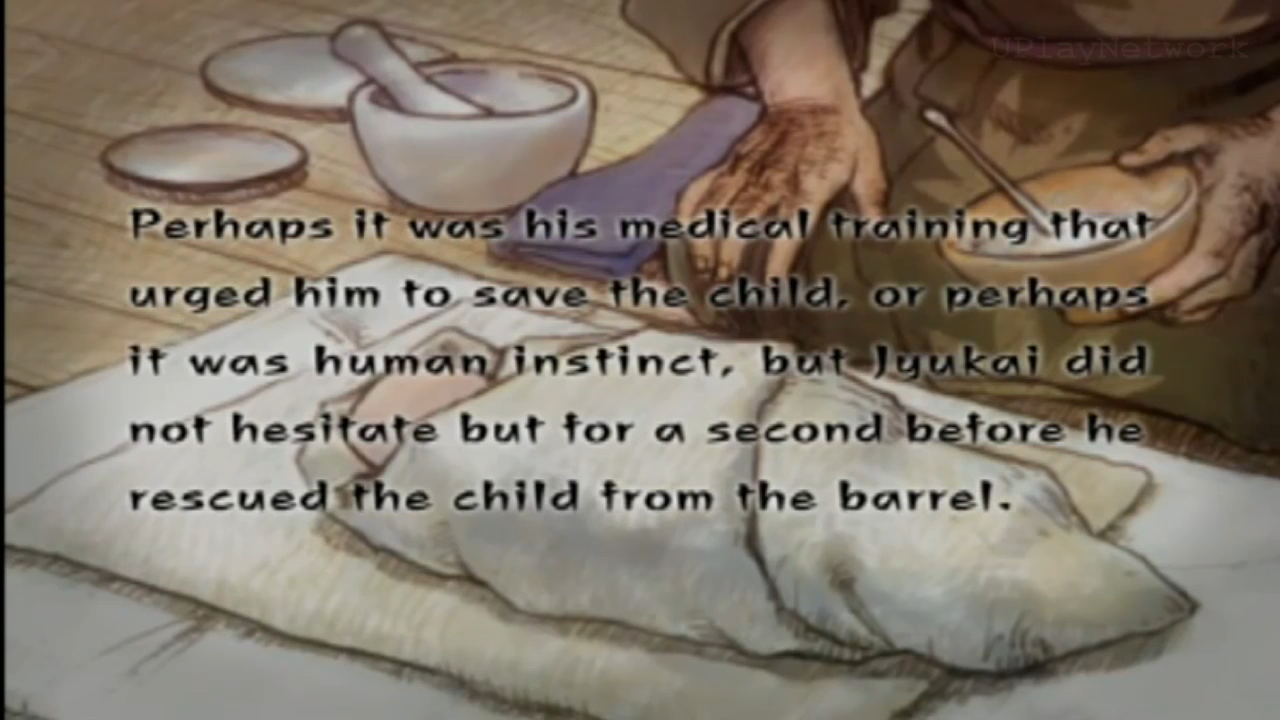 UPlayNetwork
Perhaps it was his medical training that
urged him to save the child, or perhaps
it was human instinct, but Jyukai did
not hesitate but for a second before he
rescued the child from the barrel.